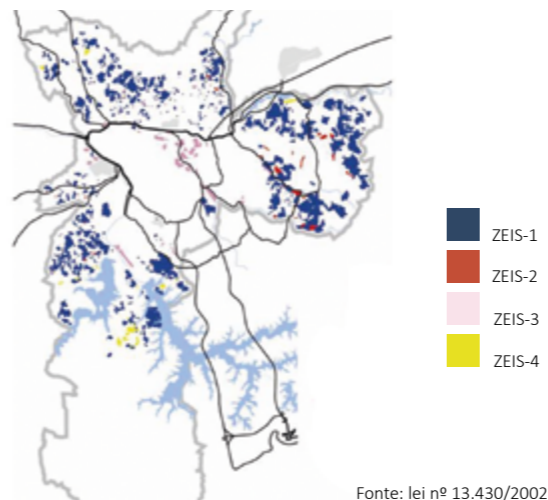 ZEIS-1
ZEIS-2
ZEIS-3
ZEIS-4
Fonte: lei nº 13.430/2002